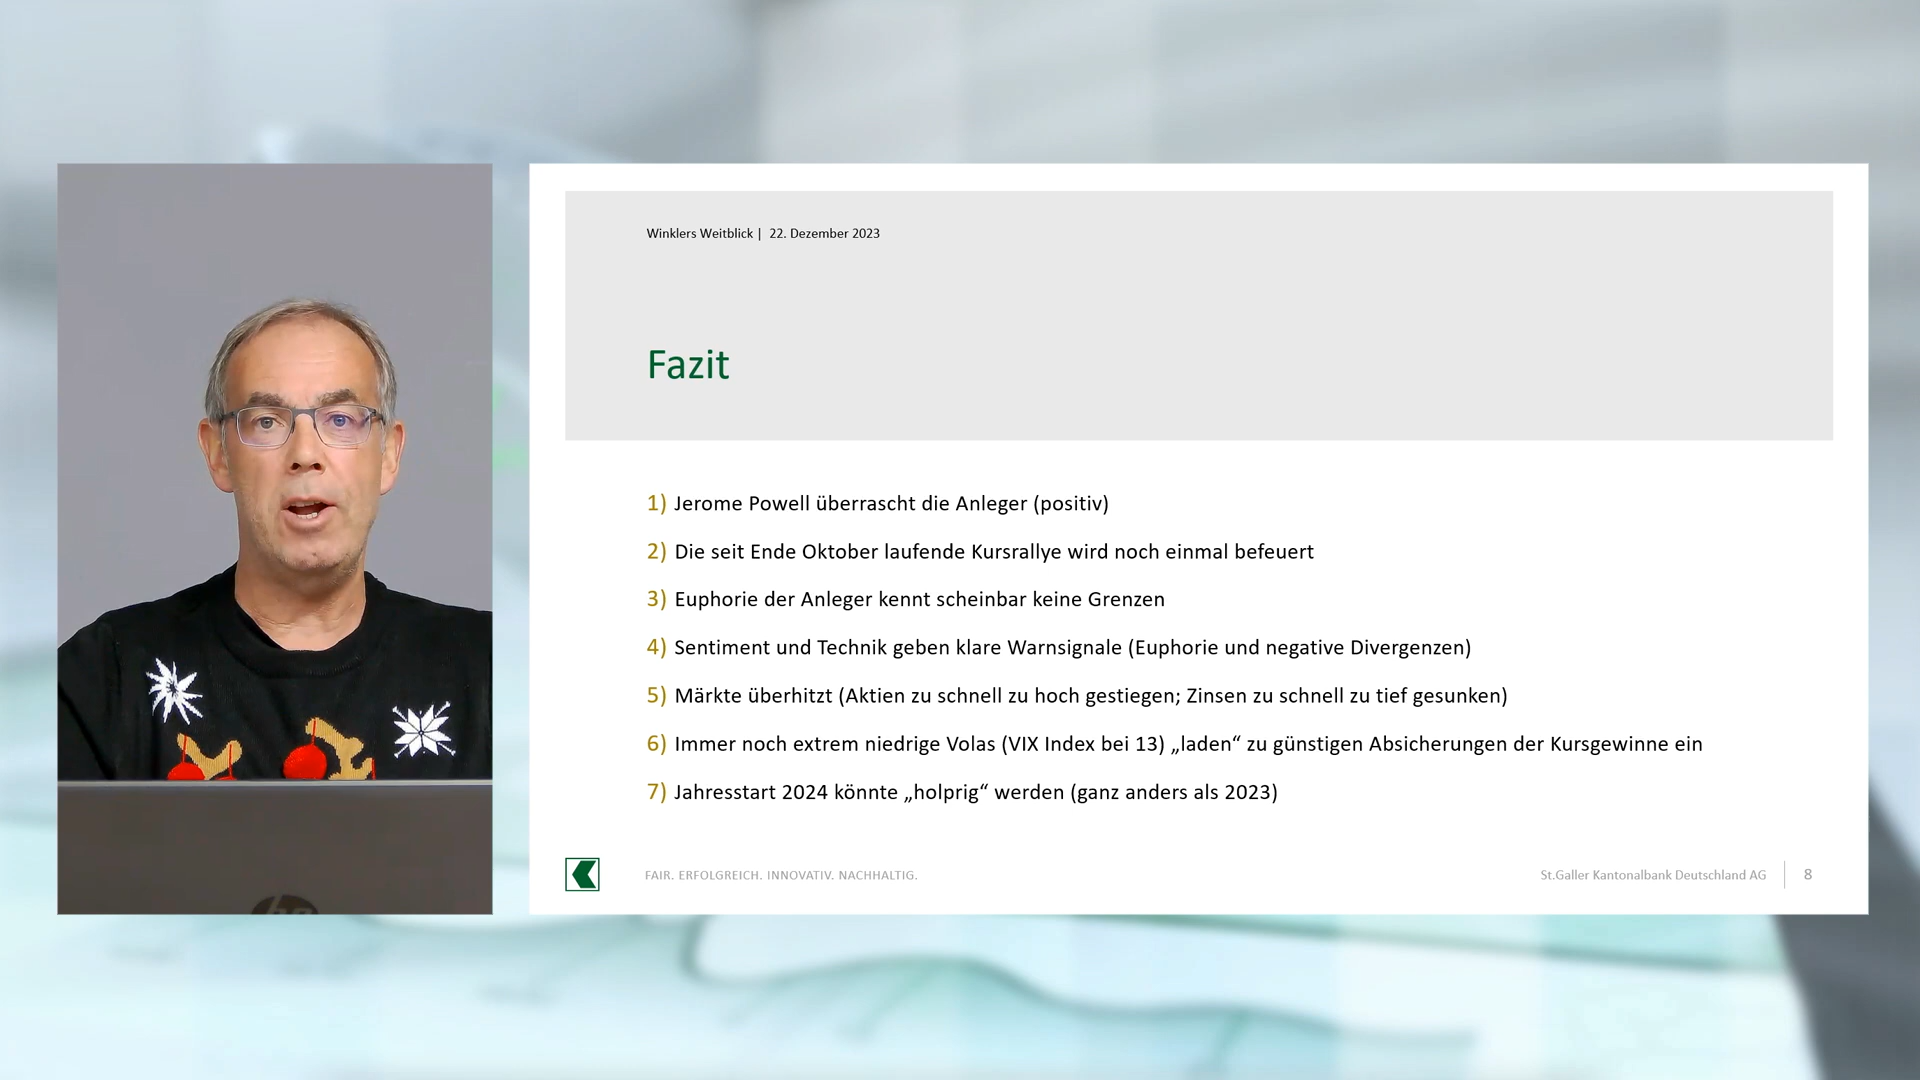 Winklers Weitblick | 22. Dezember 2023
Fazit
1) Jerome Powell überrascht die Anleger (positiv)
2) Die seit Ende Oktober laufende Kursrallye wird noch einmal befeuert
3) Euphorie der Anleger kennt scheinbar keine Grenzen
4) Sentiment und Technik geben klare Warnsignale (Euphorie und negative Divergenzen)
5) Märkte überhitzt (Aktien zu schnell zu hoch gestiegen; Zinsen zu schnell zu tief gesunken)
6) Immer noch extrem niedrige Volas (VIX Index bei 13) „laden“ zu günstigen Absicherungen der Kursgewinne ein
7) Jahresstart 2024 könnte „holprig“ werden (ganz anders als 2023)
FAIR. ERFOLGREICH. INNOVATIV. NACHHALTIG.
St.Galler Kantonalbank Deutschland AG | 8
hp